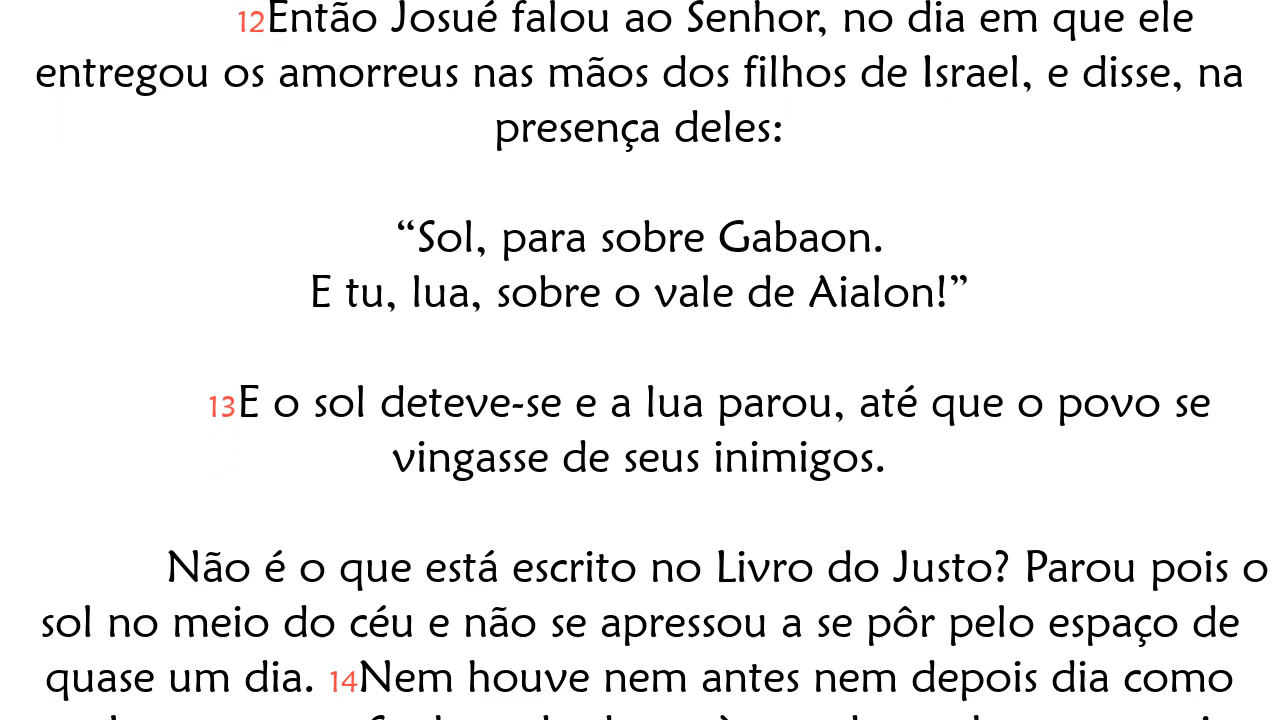 12Então Josué falou ao Senhor, no dia em que ele
entregou os amorreus nas mãos dos filhos de Israel, e disse, na
presença deles:
“Sol, para sobre Gabaon.
E tu, lua, sobre o vale de Aialon!”
13E o sol deteve-se e a lua parou, até que o povo se
vingasse de seus inimigos.
Não é o que está escrito no Livro do Justo? Parou pois o
sol no meio do céu e não se apressou a se pôr pelo espaço de
quase um dia. 14Nem houve nem antes nem depois dia como